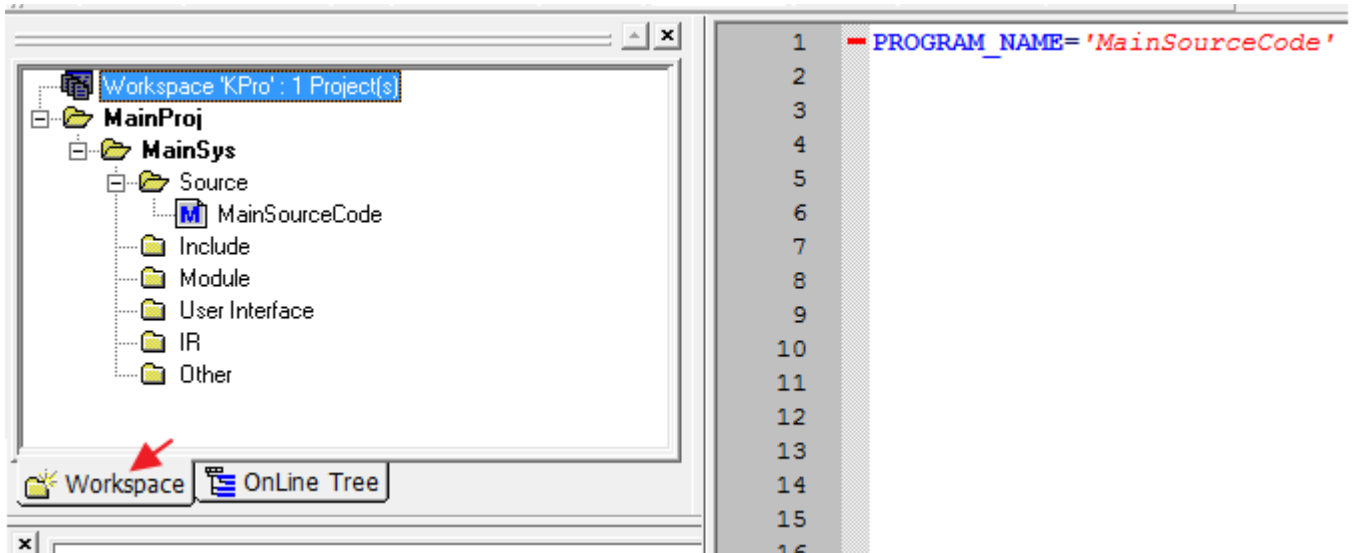 Workspace 'KPro' : 1 Project(s)
MainProj
MainSys
Source
M MainSourceCode
Include
Module
User Interface
IR
Other
Workspace OnLine Tree
1 PROGRAM_NAME='MainSourceCode'
2
3
4
5
6
7
8
9
10
11
12
13
14
15
16